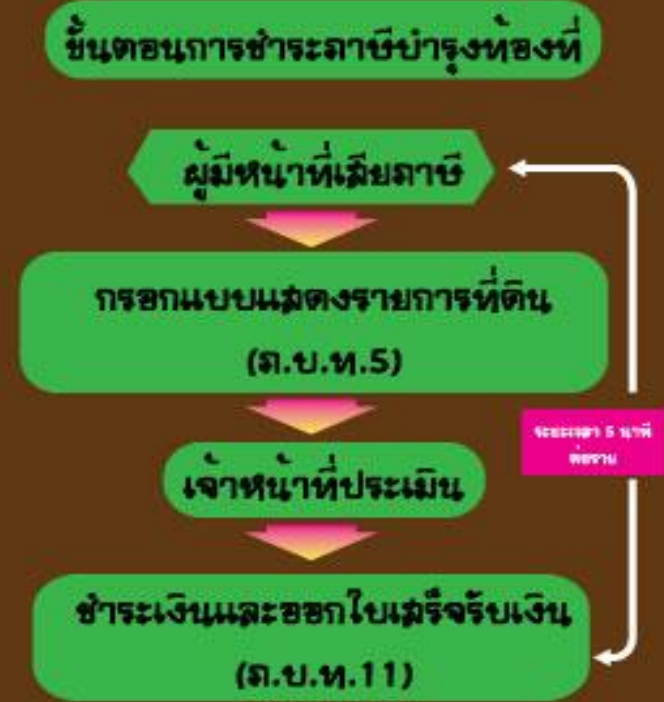 ขั้นตอนการชำระภาษีบำรุงท้องที่
ผู้มีหน้าที่เสียภาษี
กรอกแบบแสดงรายการที่ดิน
(ภ.บ.ท.5)
ระยะเวลา 5 นาที
ต่อราย
เจ้าหน้าที่ประเมิน
ชำระเงินและออกใบเสร็จรับเงิน
(ภ.บ.ท.11)